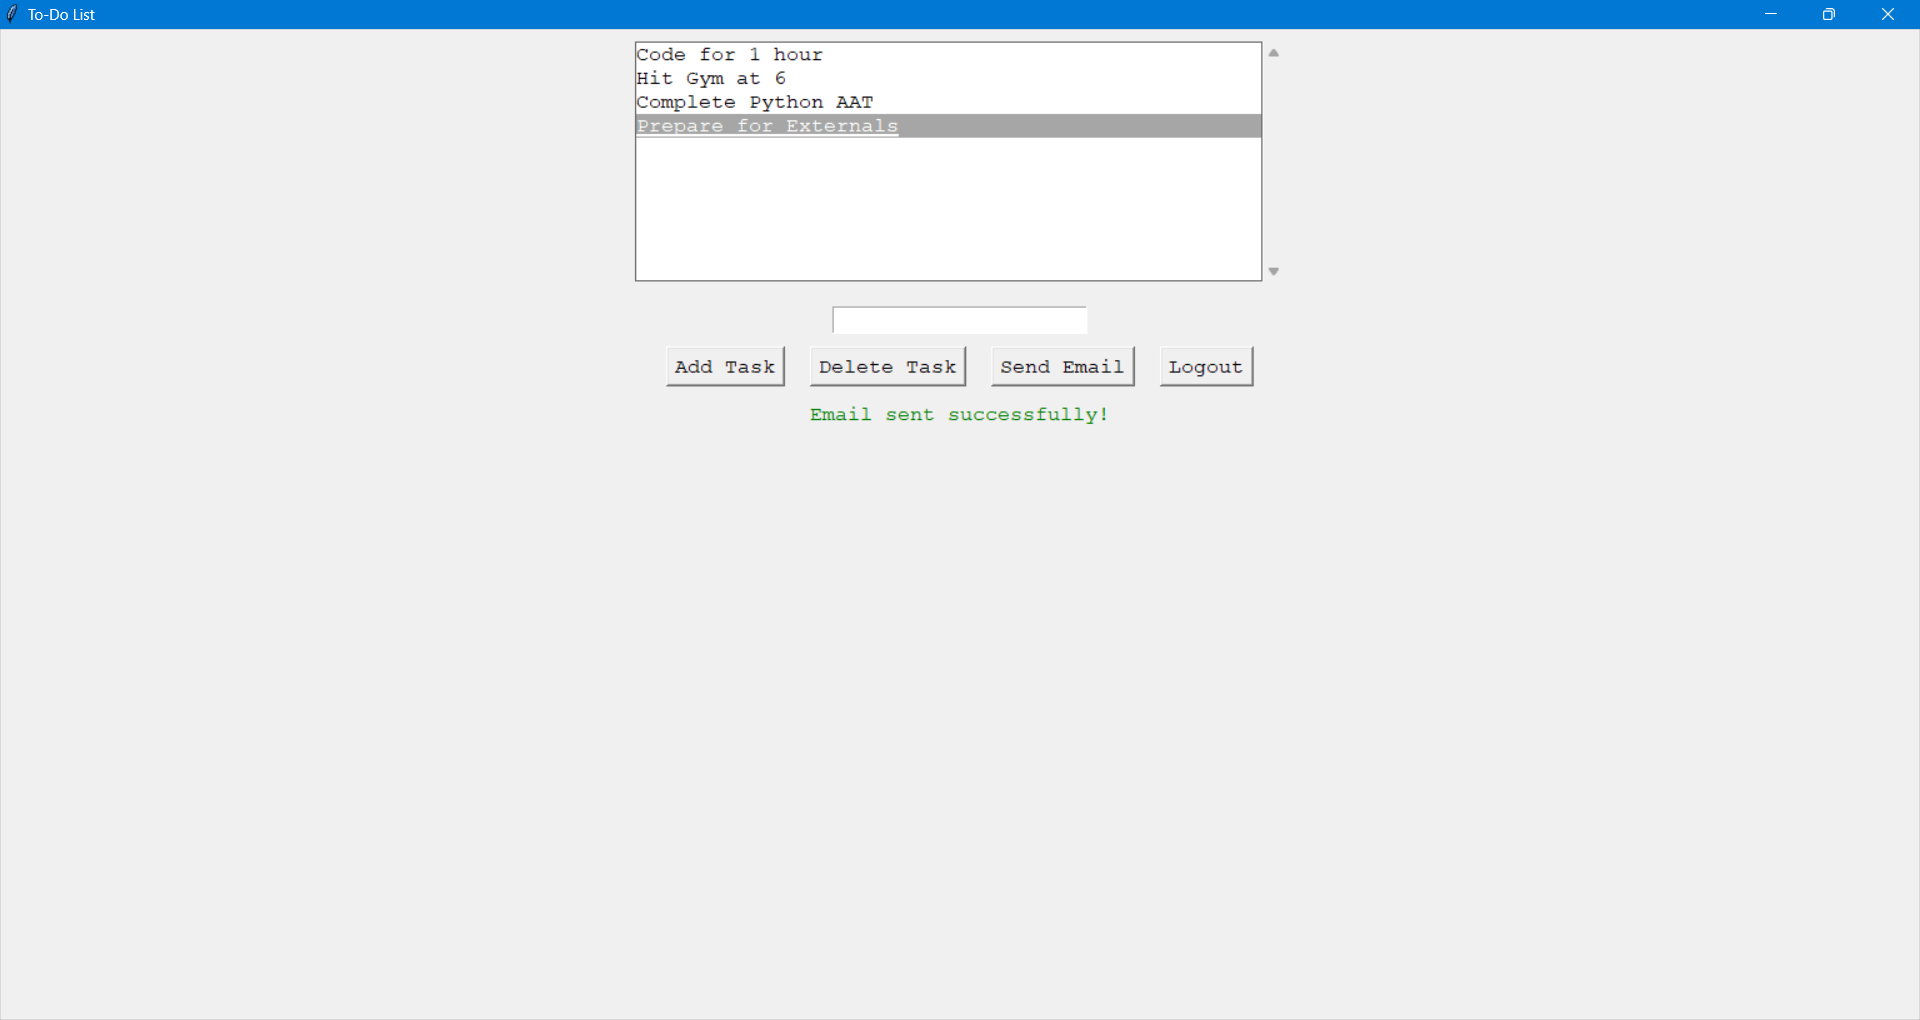 To-Do List
Code for 1 hour
Hit Gym at 6
Complete Python AAT
Prepare for Externals
Add Task Delete Task Send Email Logout
Email sent successfully!